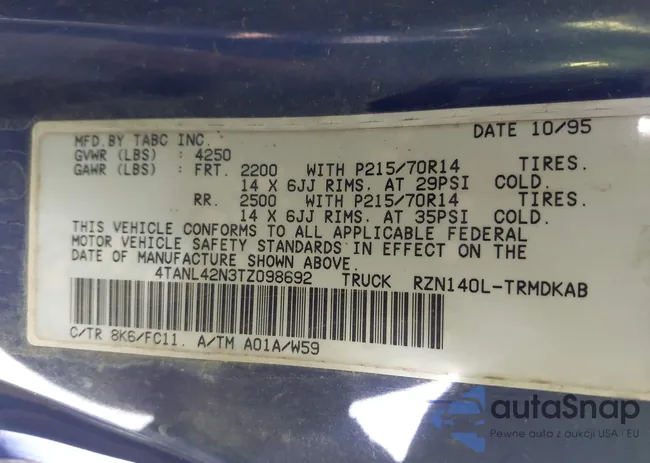 MFD.BY TABC INC. DATE 10/95
GVWR (LBS) : 4250
GAWR (LBS) : FRT. 2200 WITH P215/70R14 TIRES.
14 X 6JJ RIMS. AT 29PSI COLD.
RR. 2500 WITH P215/70R14 TIRES.
14 X 6JJ RIMS. AT 35PSI COLD.
THIS VEHICLE CONFORMS TO ALL APPLICABLE FEDERAL
MOTOR VEHICLE SAFETY STANDARDS IN EFFECT ON THE
DATE OF MANUFACTURE SHOWN ABOVE.
4TANL42N3TZ098692 TRUCK RZN140L-TRMDKAB
C/TR 8K6/FC11. A/TM A01A/W59
autaSnap
Pewne auto z aukcji USA i EU